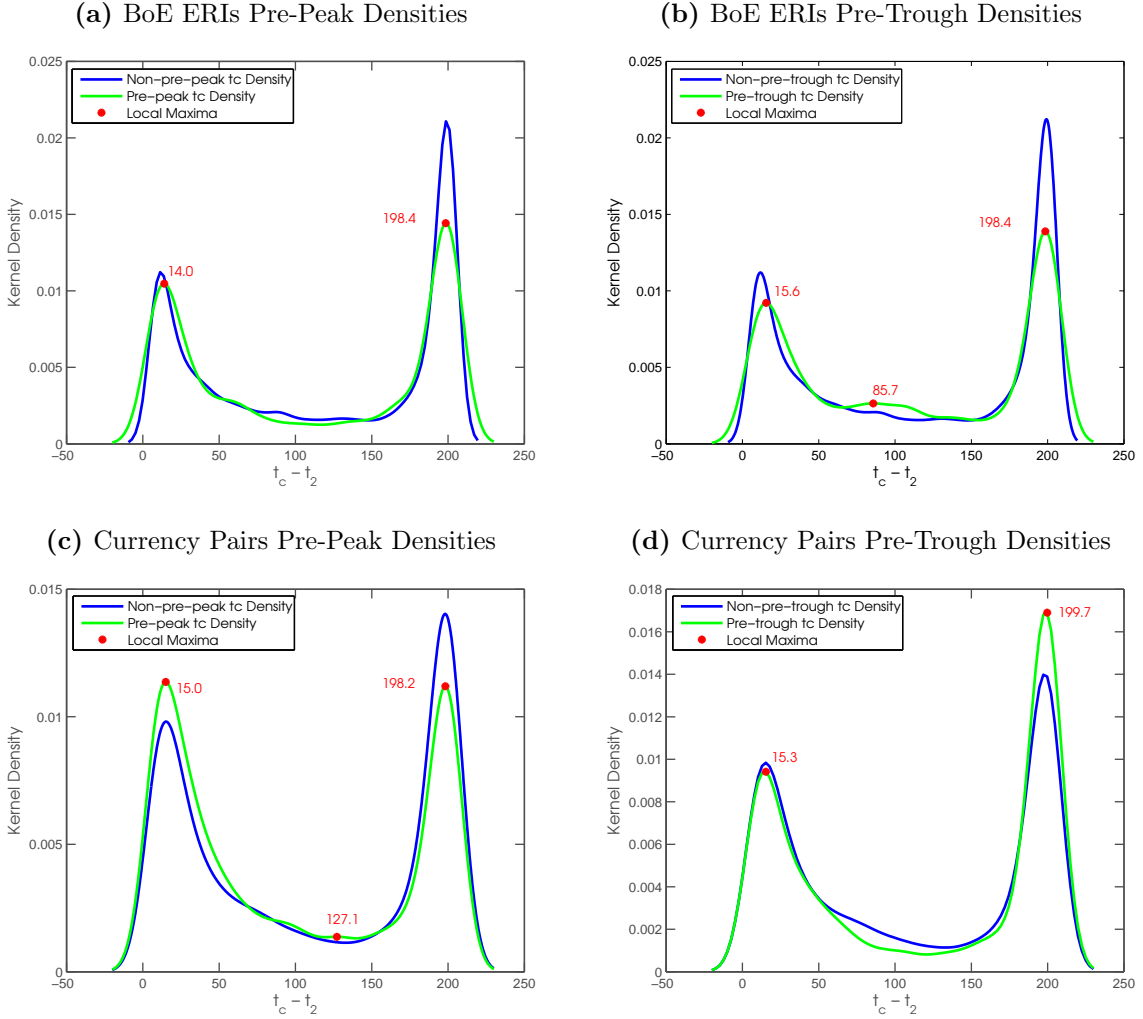 (a) BoE ERIs Pre-Peak Densities
0.025
0.02
0.015
0.01
0.005
0
−50
0
50
100
150
200
250
Kernel Density
t_c − t_2
Non−pre−peak tc Density
Pre−peak tc Density
Local Maxima
14.0
198.4
(b) BoE ERIs Pre-Trough Densities
0.025
0.02
0.015
0.01
0.005
0
−50
0
50
100
150
200
250
Kernel Density
t_c − t_2
Non−pre−trough tc Density
Pre−trough tc Density
Local Maxima
15.6
85.7
198.4
(c) Currency Pairs Pre-Peak Densities
0.015
0.01
0.005
0
−50
0
50
100
150
200
250
Kernel Density
t_c − t_2
Non−pre−peak tc Density
Pre−peak tc Density
Local Maxima
15.0
127.1
198.2
(d) Currency Pairs Pre-Trough Densities
0.018
0.016
0.014
0.012
0.01
0.008
0.006
0.004
0.002
0
−50
0
50
100
150
200
250
Kernel Density
t_c − t_2
Non−pre−trough tc Density
Pre−trough tc Density
Local Maxima
15.3
199.7